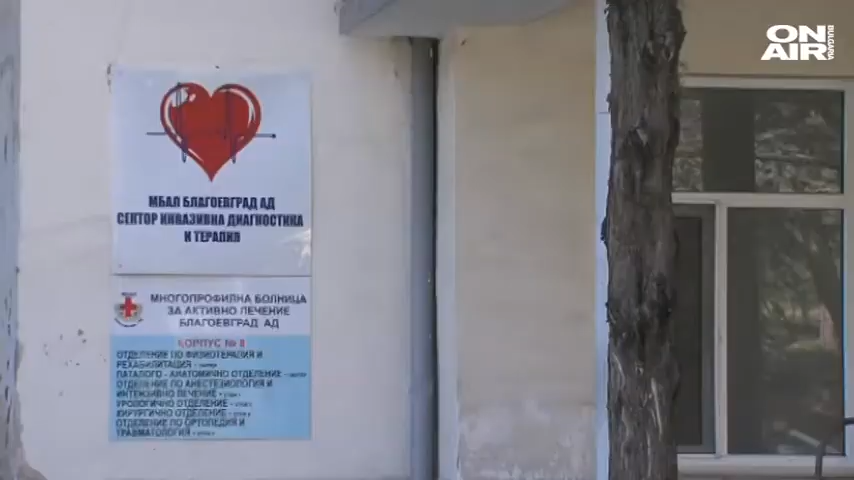 ON
AIR
BULGARIA
МБАЛ БЛАГОЕВГРАД АД
СЕКТОР ИНВАЗИВНА ДИАГНОСТИКА
И ТЕРАПИЯ
МНОГОПРОФИЛНА БОЛНИЦА
ЗА АКТИВНО ЛЕЧЕНИЕ
БЛАГОЕВГРАД АД
КОРПУС № 8
ОТДЕЛЕНИЕ ПО ФИЗИОТЕРАПИЯ И
РЕХАБИЛИТАЦИЯ -
ПАТАЛОГО - АНАТОМИЧНО ОТДЕЛЕНИЕ -
ОТДЕЛЕНИЕ ПО АНЕСТЕЗИОЛОГИЯ И
ИНТЕНЗИВНО ЛЕЧЕНИЕ -
УРОЛОГИЧНО ОТДЕЛЕНИЕ -
ХИРУРГИЧНО ОТДЕЛЕНИЕ -
ОТДЕЛЕНИЕ ПО ОРТОПЕДИЯ И
ТРАВМАТОЛОГИЯ -